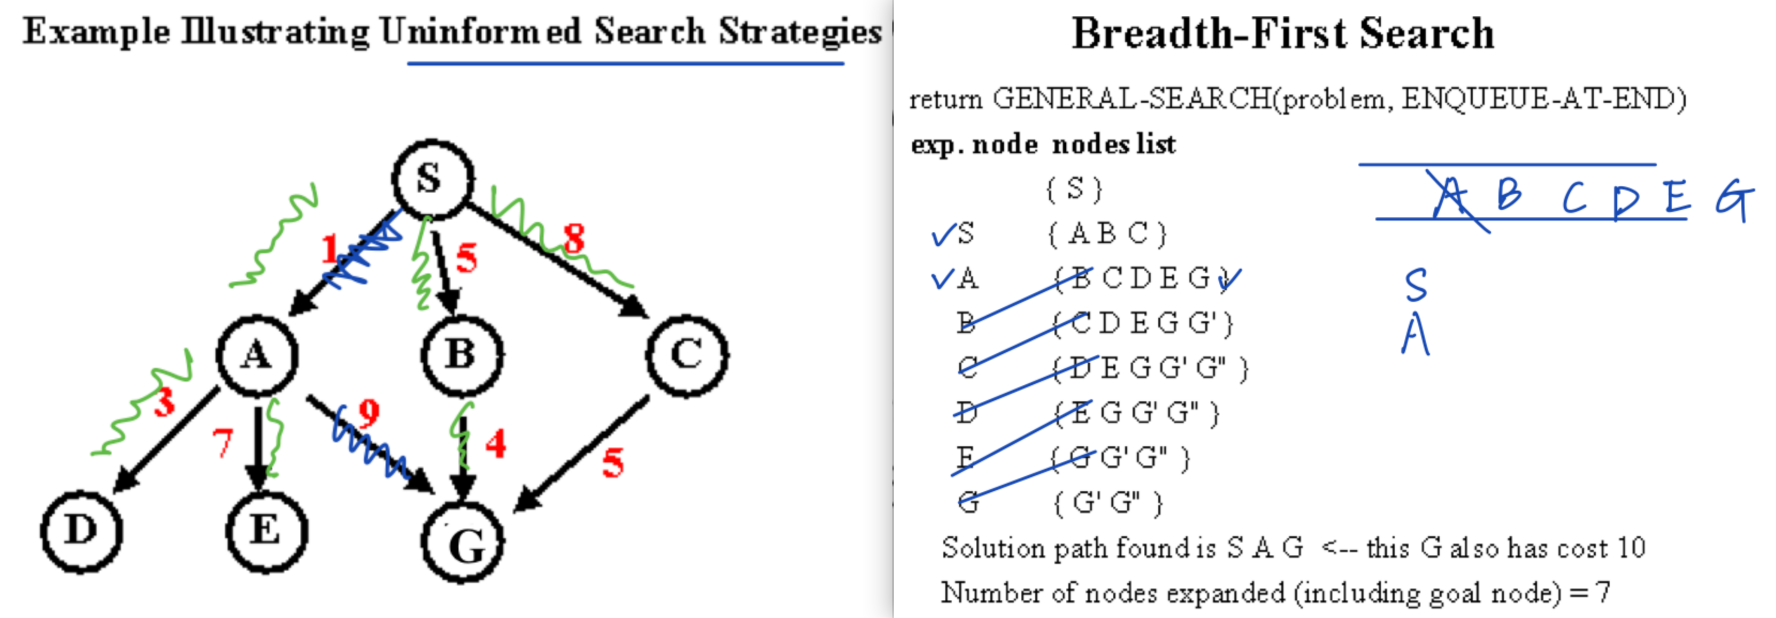 Example Illustrating Uninformed Search Strategies
S
1
5
8
A
B
C
3
7
9
4
5
D
E
G
Breadth-First Search
return GENERAL-SEARCH(problem, ENQUEUE-AT-END)
exp. node nodes list
{ S }
S { A B C }
A { B C D E G }
B { C D E G G' }
C { D E G G' G" }
D { E G G' G" }
E { G G' G" }
G { G' G" }
Solution path found is S A G <-- this G also has cost 10
Number of nodes expanded (including goal node) = 7
A B C D E G
S
A